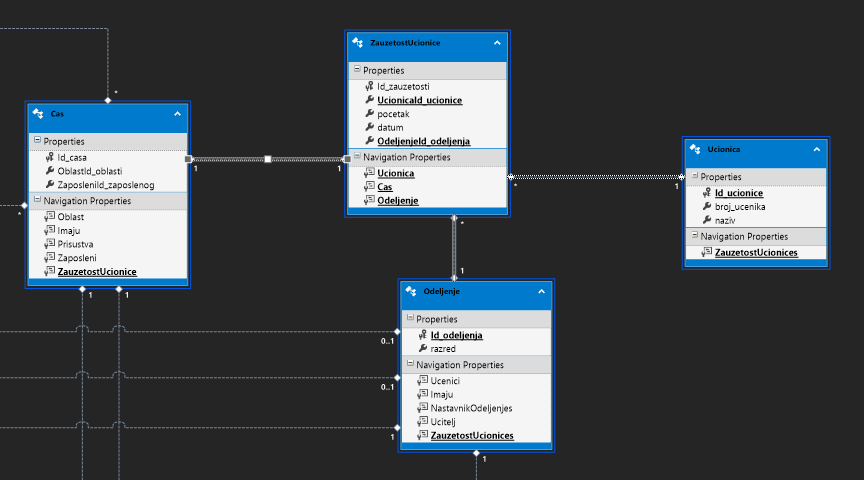 *
Cas
Properties
Id_casa
OblastId_oblasti
ZaposleniId_zaposlenog
Navigation Properties
Oblast
Imaju
Prisustva
Zaposleni
ZauzetostUcionice
*
1
1
1
1
ZauzetostUcionice
Properties
Id_zauzetosti
UcionicaId_ucionice
pocetak
datum
OdeljenjeId_odeljenja
Navigation Properties
Ucionica
Cas
Odeljenje
*
1
*
1
Ucionica
Properties
Id_ucionice
broj_ucenika
naziv
Navigation Properties
ZauzetostUcionices
Odeljenje
Properties
Id_odeljenja
razred
Navigation Properties
Ucenici
Imaju
NastavnikOdeljenjes
Ucitelj
ZauzetostUcionices
0..1
0..1
1
1